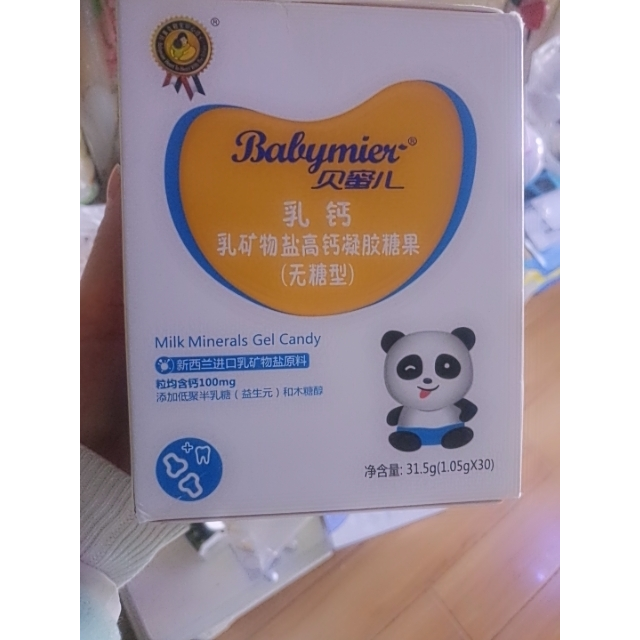 ®
Babymier®
贝蜜儿
乳 钙
乳矿物盐高钙凝胶糖果
(无糖型)
Milk Minerals Gel Candy
新西兰进口乳矿物盐原料
粒均含钙100mg
添加低聚半乳糖（益生元）和木糖醇
净含量: 31.5g(1.05gX30)